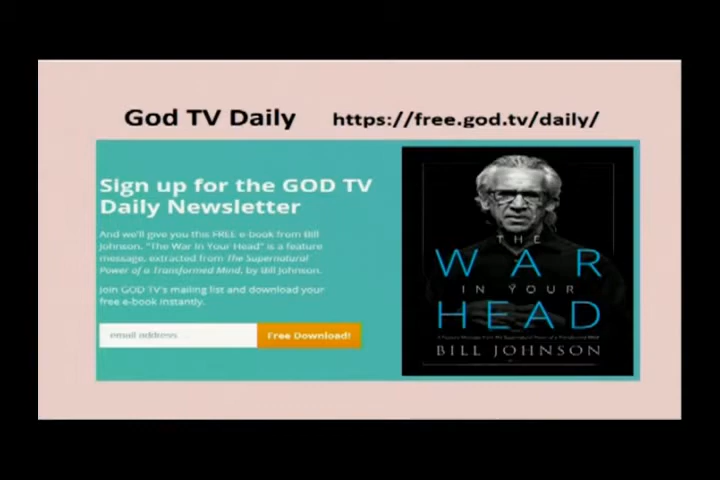 God TV Daily https://free.god.tv/daily/
Sign up for the GOD TV
Daily Newsletter
And we'll give you this FREE e-book from Bill
Johnson. "The War In Your Head" is a feature
message, extracted from The Supernatural
Power of a Transformed Mind, by Bill Johnson.
Join GOD TV's mailing list and download your
free e-book instantly.
email address
Free Download!
THE
WAR
IN YOUR
HEAD
BILL JOHNSON